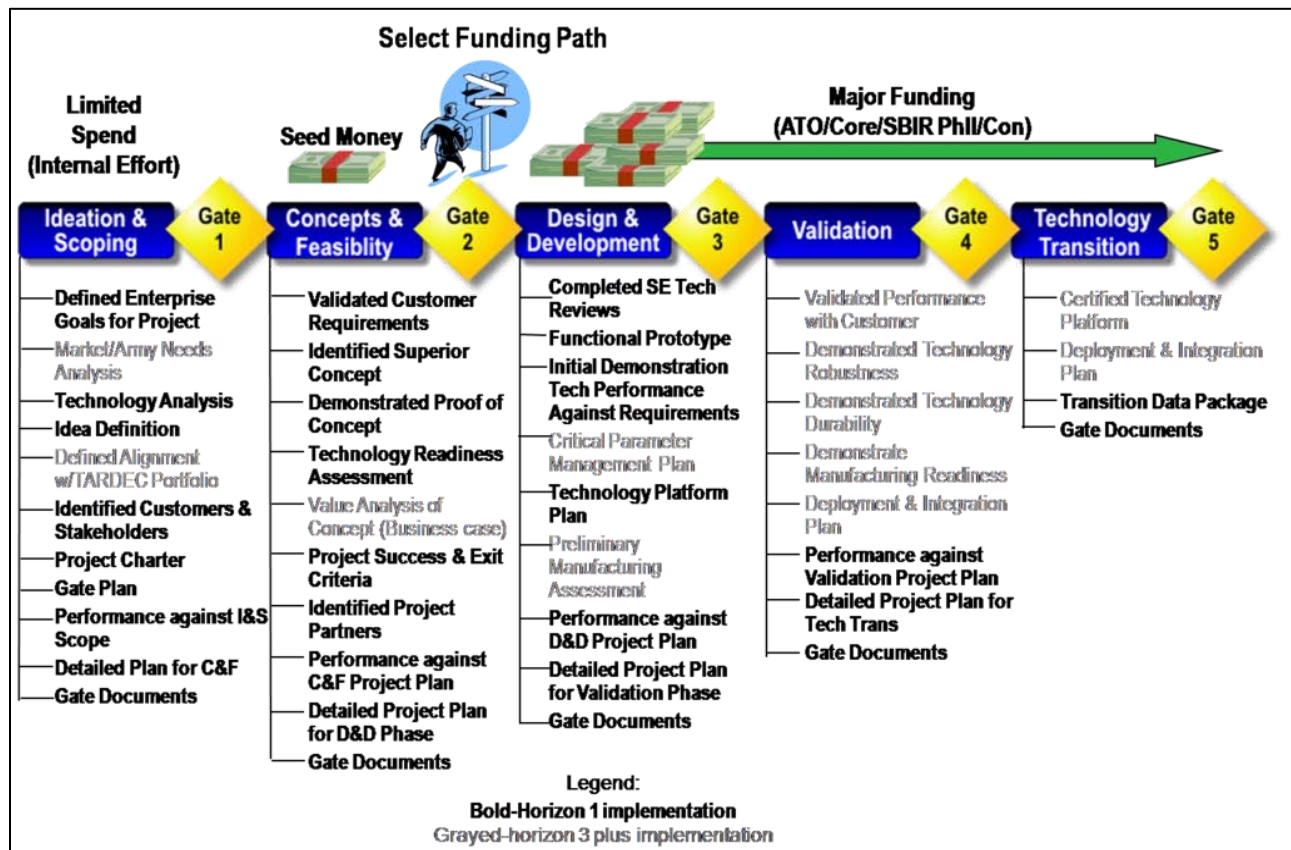 Select Funding Path
Limited
Spend
(Internal Effort)
Seed Money
Major Funding
(ATO/Core/SBIR PhII/Con)
Ideation &
Scoping
Gate
1
Concepts &
Feasiblity
Gate
2
Design &
Development
Gate
3
Validation
Gate
4
Technology
Transition
Gate
5
Defined Enterprise
Goals for Project
Market/Army Needs
Analysis
Technology Analysis
Idea Definition
Defined Alignment
w/TARDEC Portfolio
Identified Customers &
Stakeholders
Project Charter
Gate Plan
Performance against I&S
Scope
Detailed Plan for C&F
Gate Documents
Validated Customer
Requirements
Identified Superior
Concept
Demonstrated Proof of
Concept
Technology Readiness
Assessment
Value Analysis of
Concept (Business case)
Project Success & Exit
Criteria
Identified Project
Partners
Performance against
C&F Project Plan
Detailed Project Plan
for D&D Phase
Gate Documents
Completed SE Tech
Reviews
Functional Prototype
Initial Demonstration
Tech Performance
Against Requirements
Critical Parameter
Management Plan
Technology Platform
Plan
Preliminary
Manufacturing
Assessment
Performance against
D&D Project Plan
Detailed Project Plan
for Validation Phase
Gate Documents
Validated Performance
with Customer
Demonstrated Technology
Robustness
Demonstrated Technology
Durability
Demonstrate
Manufacturing Readiness
Deployment & Integration
Plan
Performance against
Validation Project Plan
Detailed Project Plan for
Tech Trans
Gate Documents
Certified Technology
Platform
Deployment & Integration
Plan
Transition Data Package
Gate Documents
Legend:
Bold-Horizon 1 implementation
Grayed-horizon 3 plus implementation